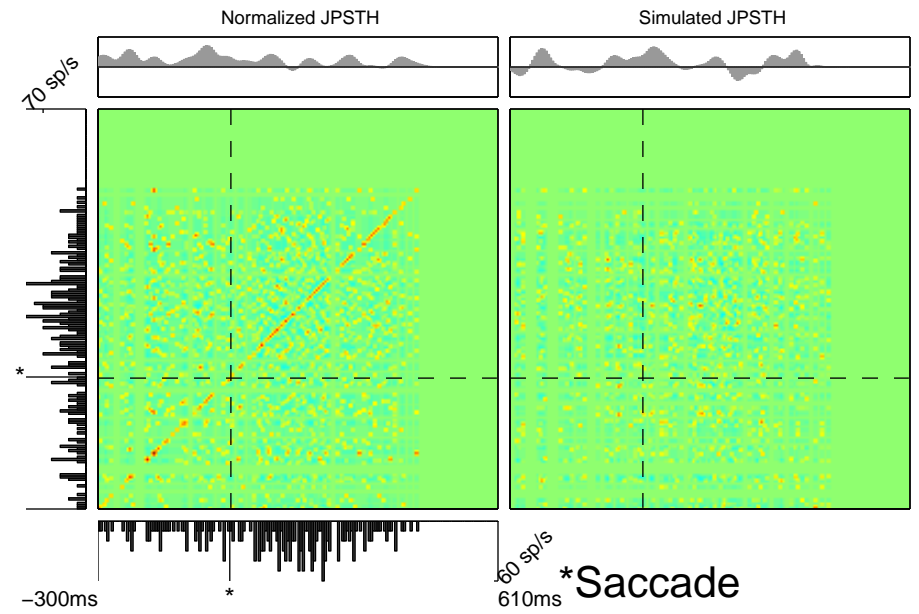 Normalized JPSTH
Simulated JPSTH
70 sp/s
*
*
60 sp/s
−300ms
610ms
*Saccade